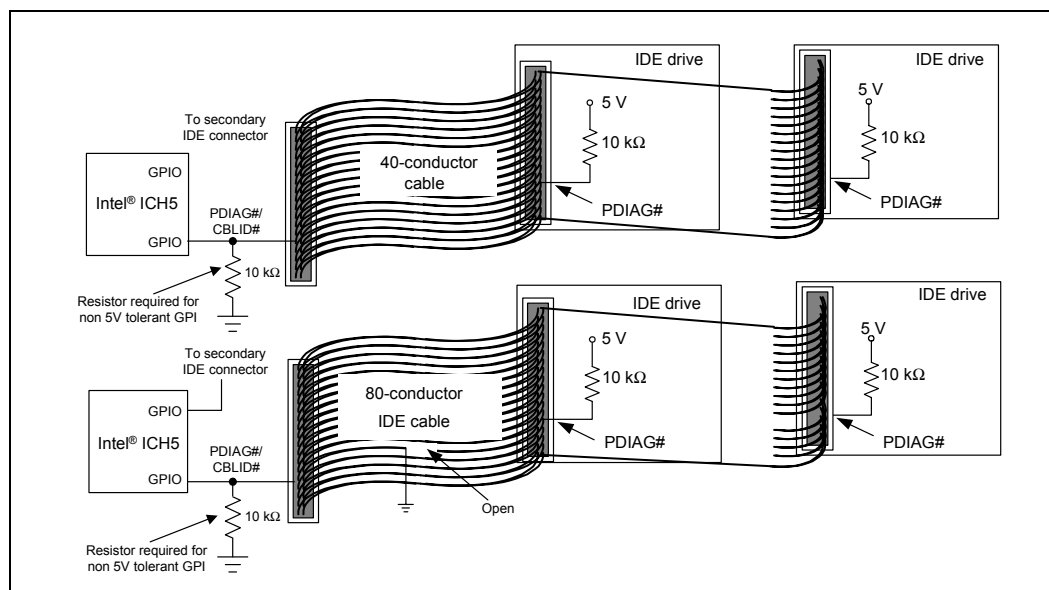 IDE drive
5 V
10 kΩ
PDIAG#
IDE drive
5 V
10 kΩ
PDIAG#
To secondary
IDE connector
40-conductor
cable
GPIO
Intel® ICH5
GPIO
PDIAG#/
CBLID#
10 kΩ
Resistor required for
non 5V tolerant GPI
IDE drive
5 V
10 kΩ
PDIAG#
IDE drive
5 V
10 kΩ
PDIAG#
To secondary
IDE connector
80-conductor
IDE cable
GPIO
Intel® ICH5
GPIO
PDIAG#/
CBLID#
Open
10 kΩ
Resistor required for
non 5V tolerant GPI